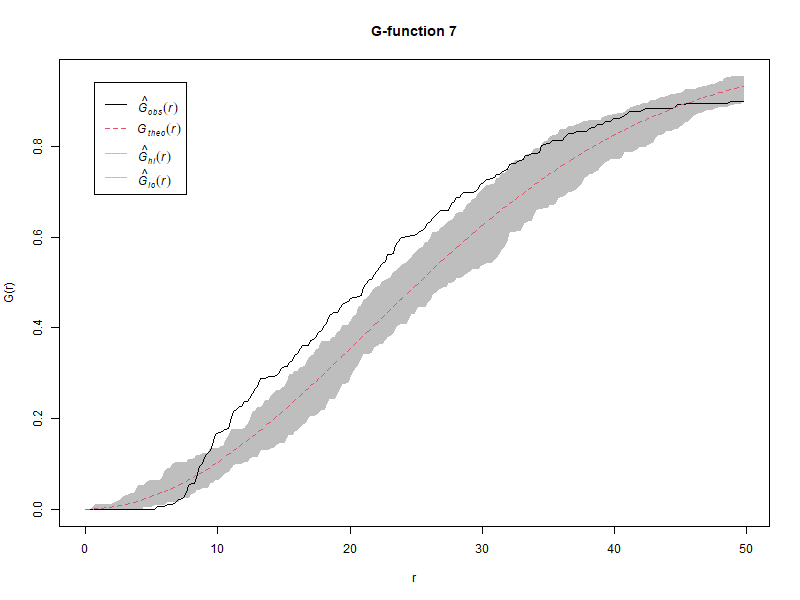 G-function 7
Ĝobs(r)
Gtheo(r)
Ĝhi(r)
Ĝlo(r)
G(r)
0.8
0.6
0.4
0.2
0.0
0 10 20 30 40 50
r